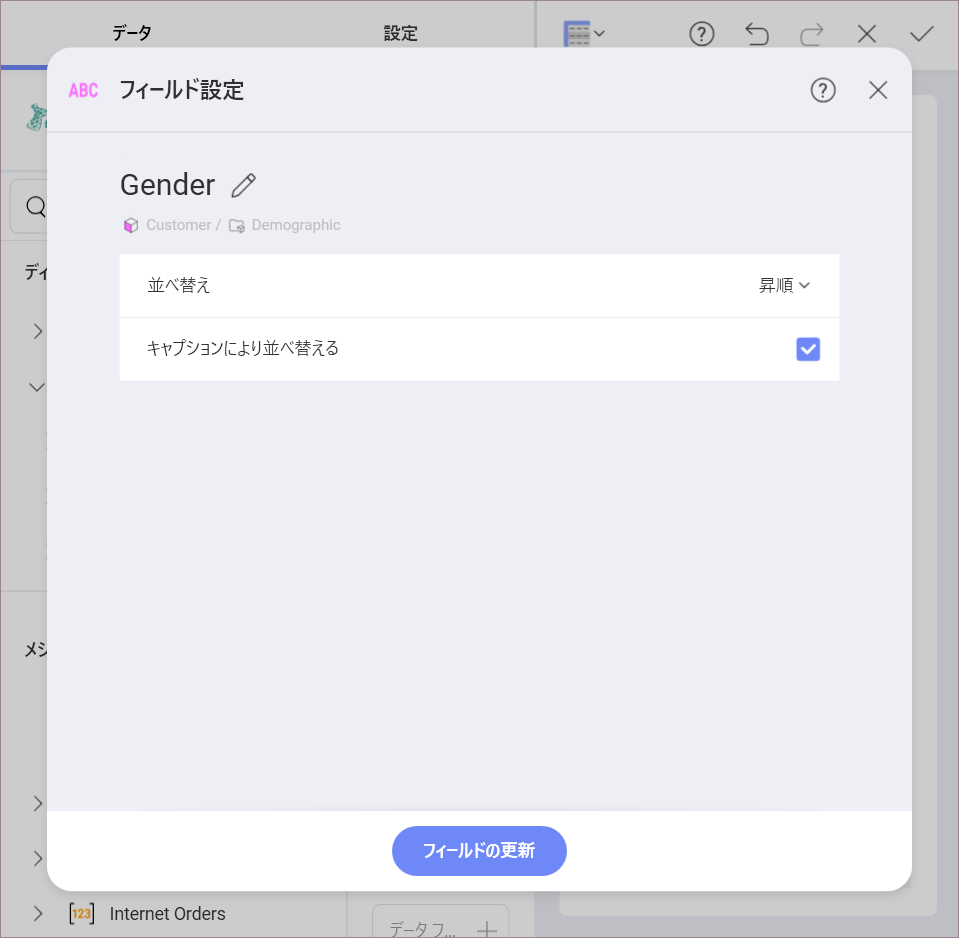 データ
設定
ABC フィールド設定
Gender
Customer / Demographic
並べ替え 昇順
キャプションにより並べ替える
ディ
メジ
フィールドの更新
[123] Internet Orders
データ フ...